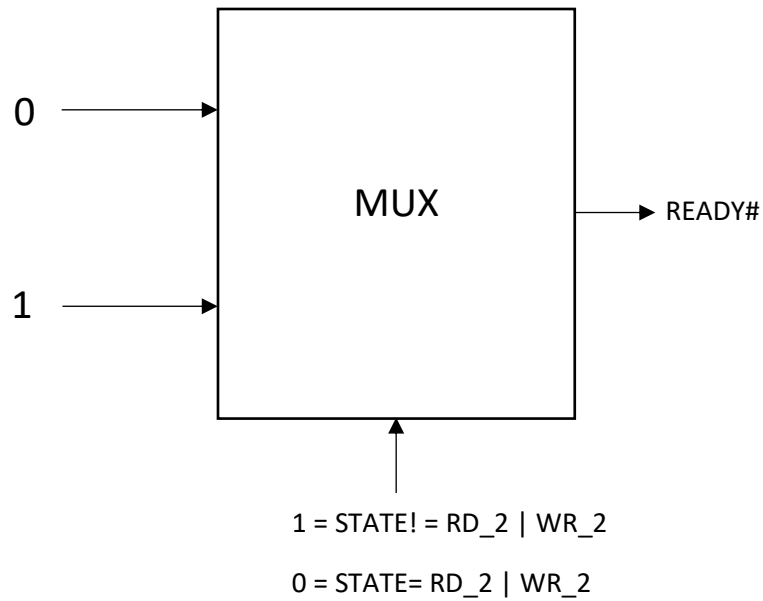 0
MUX
READY#
1
1 = STATE! = RD_2 | WR_2
0 = STATE= RD_2 | WR_2